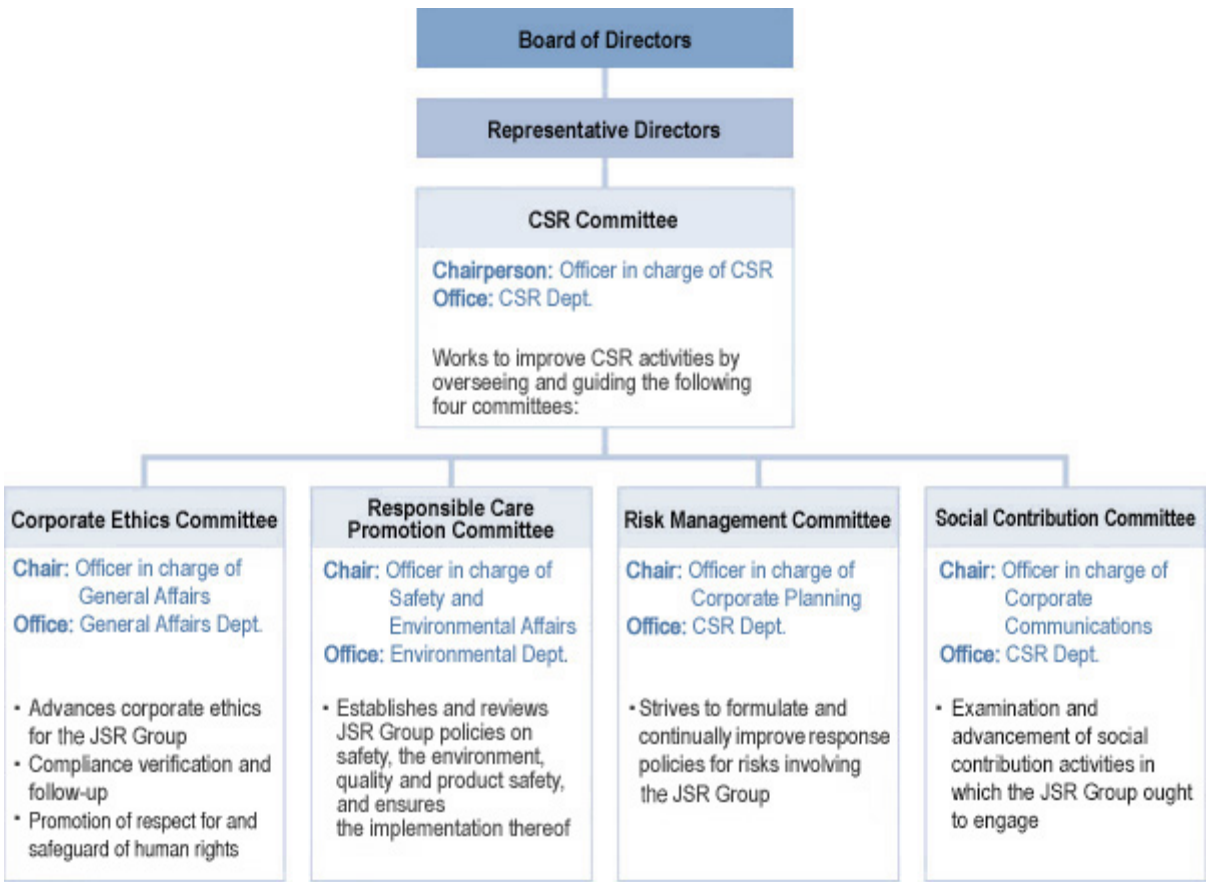 Board of Directors
Representative Directors
CSR Committee
Chairperson: Officer in charge of CSR
Office: CSR Dept.
Works to improve CSR activities by
overseeing and guiding the following
four committees:
Corporate Ethics Committee
Chair: Officer in charge of
General Affairs
Office: General Affairs Dept.
• Advances corporate ethics
for the JSR Group
• Compliance verification and
follow-up
• Promotion of respect for and
safeguard of human rights
Responsible Care
Promotion Committee
Chair: Officer in charge of
Safety and
Environmental Affairs
Office: Environmental Dept.
• Establishes and reviews
JSR Group policies on
safety, the environment,
quality and product safety,
and ensures
the implementation thereof
Risk Management Committee
Chair: Officer in charge of
Corporate Planning
Office: CSR Dept.
• Strives to formulate and
continually improve response
policies for risks involving
the JSR Group
Social Contribution Committee
Chair: Officer in charge of
Corporate
Communications
Office: CSR Dept.
• Examination and
advancement of social
contribution activities in
which the JSR Group ought
to engage